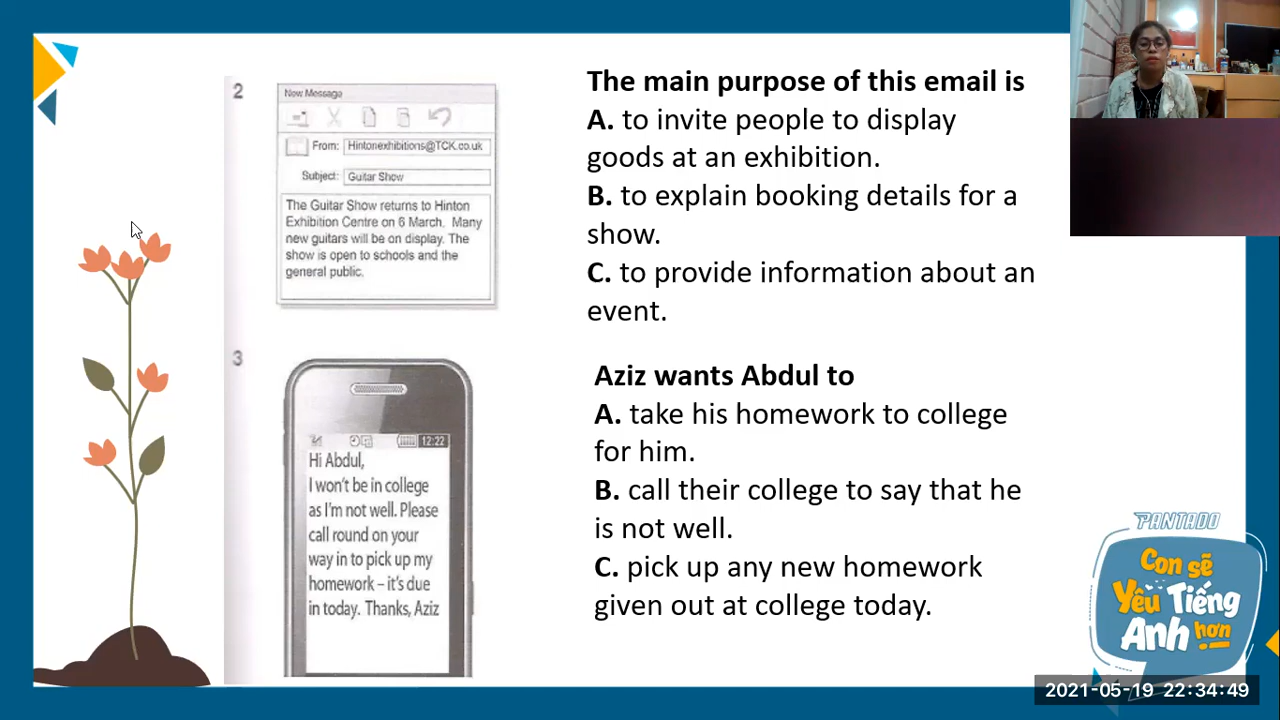 2
New Message
From: Hintonexhibitions@TCK.co.uk
Subject: Guitar Show
The Guitar Show returns to Hinton
Exhibition Centre on 6 March. Many
new guitars will be on display. The
show is open to schools and the
general public.
The main purpose of this email is
A. to invite people to display
goods at an exhibition.
B. to explain booking details for a
show.
C. to provide information about an
event.
3
12:22
Hi Abdul,
I won't be in college
as I'm not well. Please
call round on your
way in to pick up my
homework – it's due
in today. Thanks, Aziz
Aziz wants Abdul to
A. take his homework to college
for him.
B. call their college to say that he
is not well.
C. pick up any new homework
given out at college today.
PANTADO
Con sẽ
Yêu Tiếng
Anh hơn
2021-05-19 22:34:49